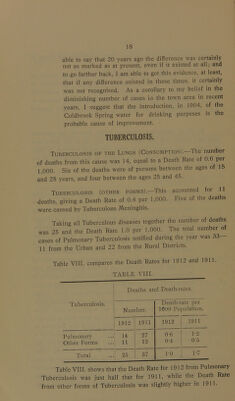 18
able to say that 20 years ago the difference was certainly
not so marked as at present, even if it existed at all; and
to go farther back, I am able to get this evidence, at least,
that if any difference existed in those times, it certainly
was not recognised. As a corollary to my belief in the
diminishing number of cases in the town area in recent
years, I suggest that the introduction, in 1904, of the
Coldbrook Spring water for drinking purposes is the
probable cause of improvement.
TUBERCULOSIS.
TUBERCULOSIS OF THE LUNGS (CONSUMPTION).—The number
of deaths from this cause was 14, equal to a Death Rate of 0.6 per
1,000. Six of the deaths were of persons between the ages of 15
and 25 years, and four between the ages 25 and 45.
TUBERCULOSIS (OTHER FORMS).—This accounted for 11
deaths, giving a Death Rate of 0.4 per 1,000. Five of the deaths
were caused by Tuberculous Meningitis.
Taking all Tuberculous diseases together the number of deaths
was 25 and the Death Rate 1.0 per 1,000. The total number of
cases of Pulmonary Tuberculosis notified during the year was 33—
11 from the Urban and 22 from the Rural Districts.
Table VIII. compares the Death Rates for 1912 and 1911.
TABLE VIII.
Tuberculosis. Deaths and Death-rates.
Number. Death-rate per 1000 Population.
1912 1911 1912 1911
Pulmonary ... 14 27 0·6 1·2
Other Forms ... 11 12 0·4 0·5
Total ... 25 37 1·0 1·7
Table VIII. shows that the Death Rate for 1912 from Pulmonary
Tuberculosis was just half that for 1911, while the Death Rate
from other forms of Tuberculosis was slightly higher in 1911.